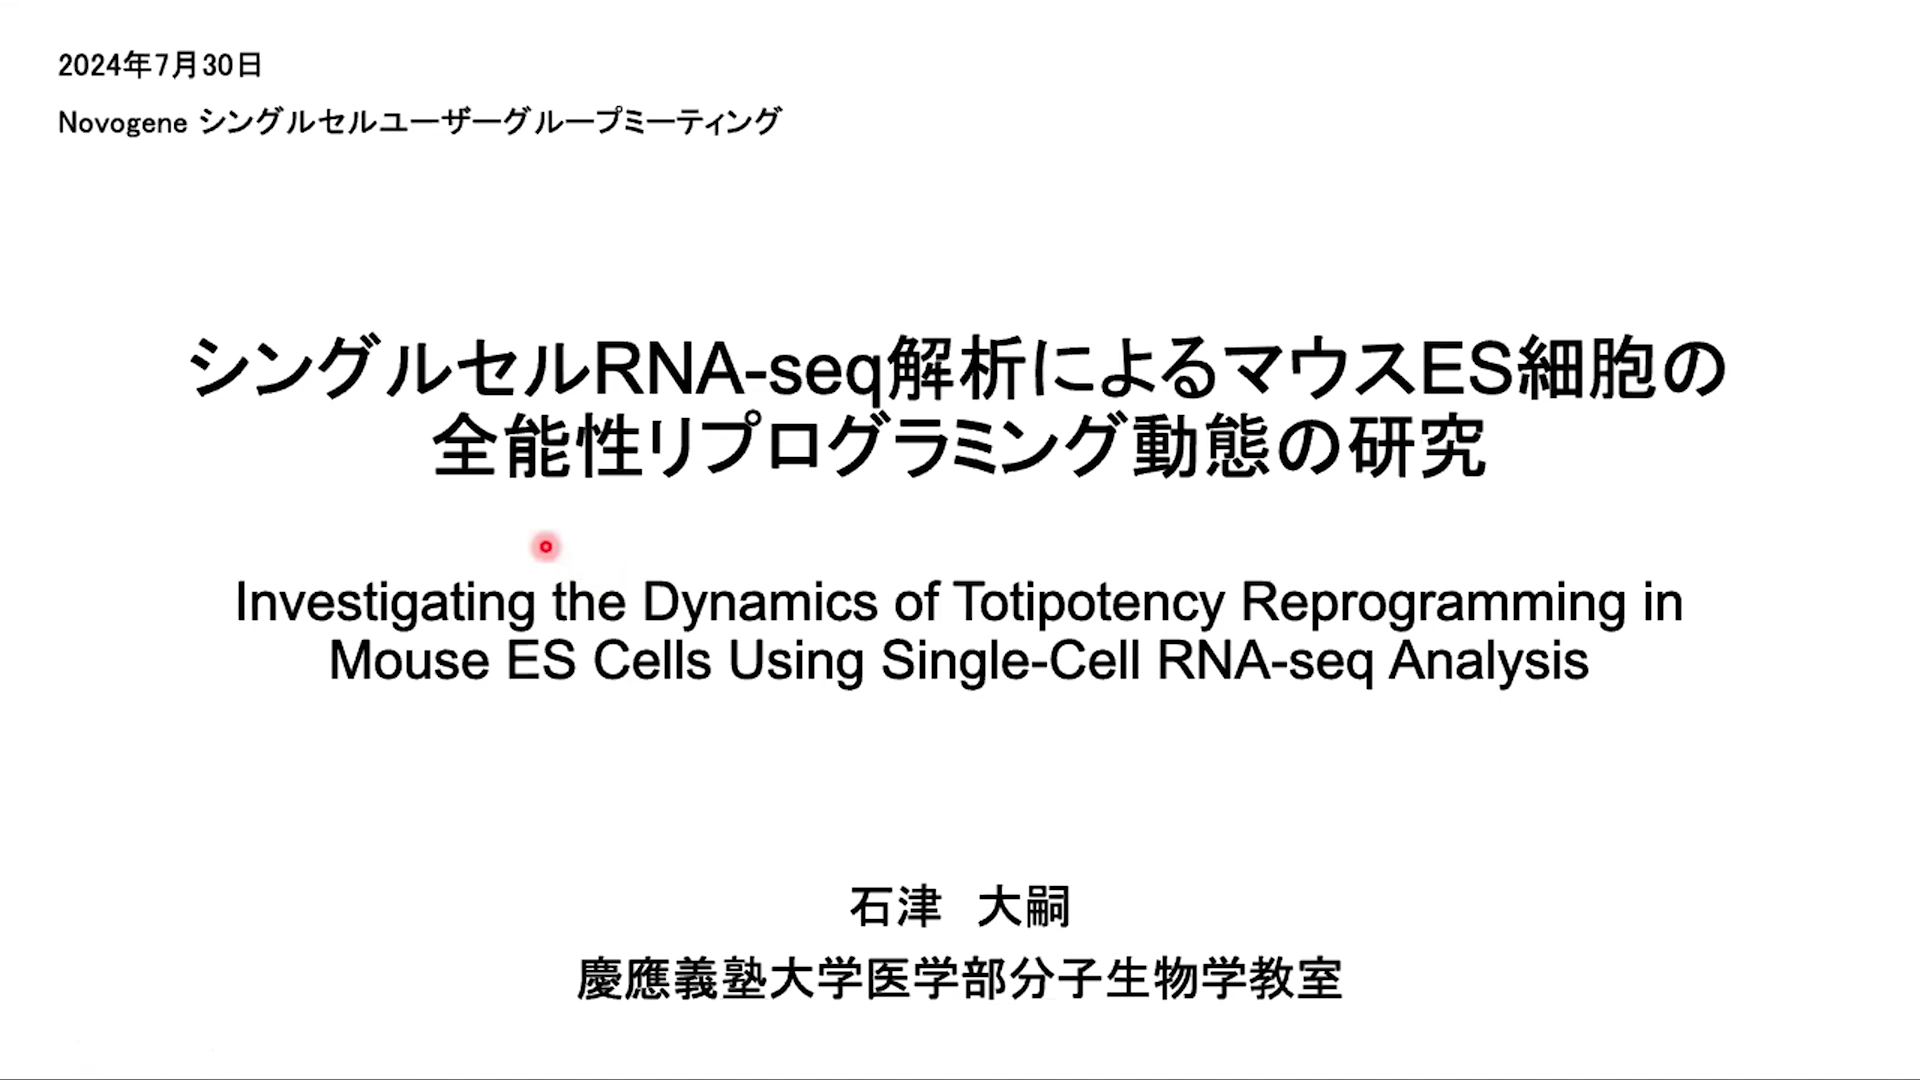 2024年7月30日
Novogene シングルセルユーザーグループミーティング
シングルセルRNA-seq解析によるマウスES細胞の
全能性リプログラミング動態の研究
Investigating the Dynamics of Totipotency Reprogramming in
Mouse ES Cells Using Single-Cell RNA-seq Analysis
石津　大嗣
慶應義塾大学医学部分子生物学教室